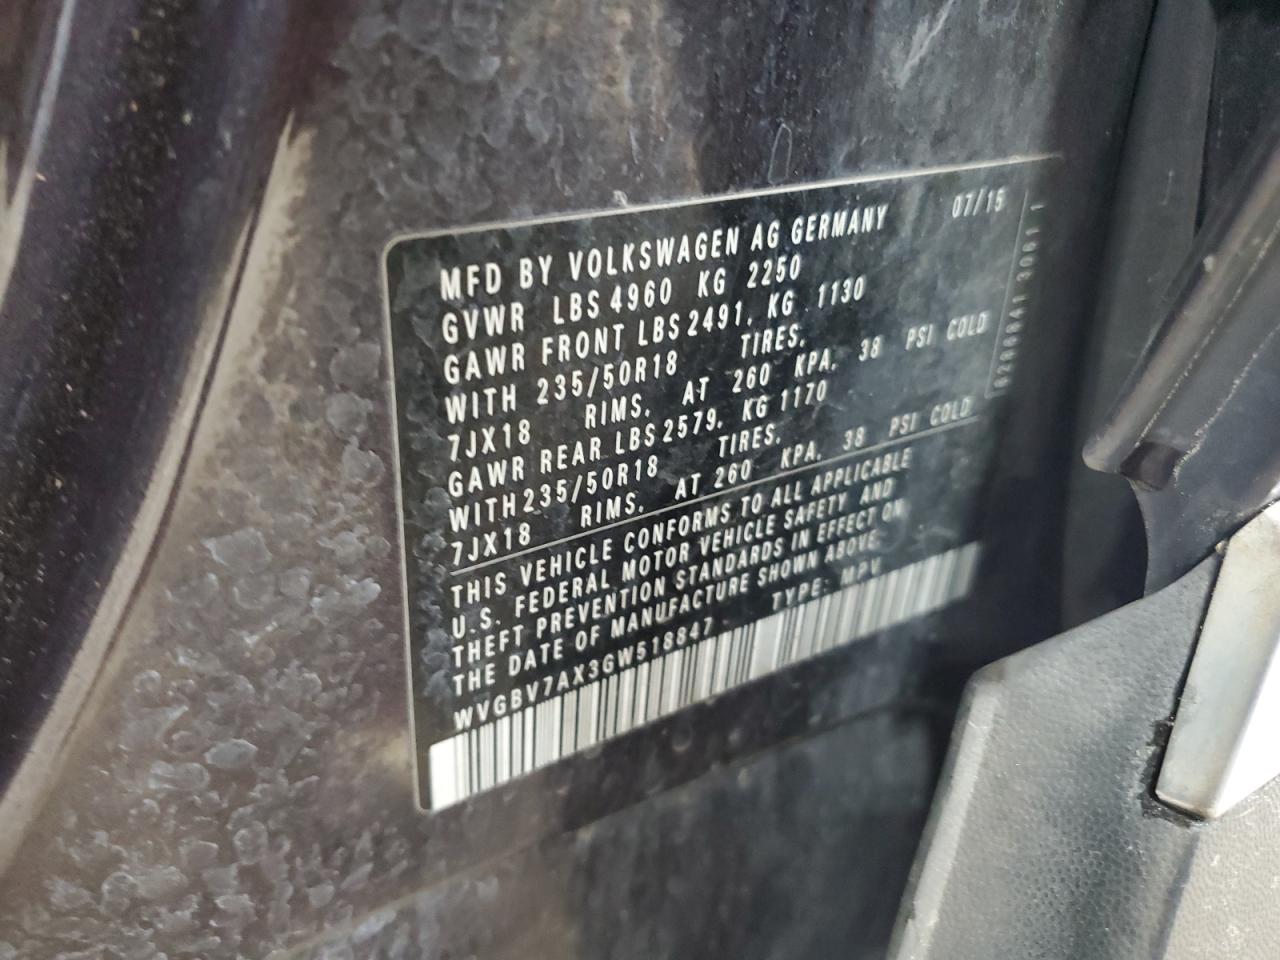 MFD BY VOLKSWAGEN AG GERMANY 07/15
GVWR LBS 4960 KG 2250
GAWR FRONT LBS 2491, KG 1130
WITH 235/50R18 TIRES,
7JX18 RIMS, AT 260 KPA, 38 PSI COLD
GAWR REAR LBS 2579, KG 1170
WITH 235/50R18 TIRES,
7JX18 RIMS, AT 260 KPA, 38 PSI COLD
THIS VEHICLE CONFORMS TO ALL APPLICABLE
U.S. FEDERAL MOTOR VEHICLE SAFETY AND
THEFT PREVENTION STANDARDS IN EFFECT ON
THE DATE OF MANUFACTURE SHOWN ABOVE.
WVGBV7AX3GW518847 TYPE: MPV